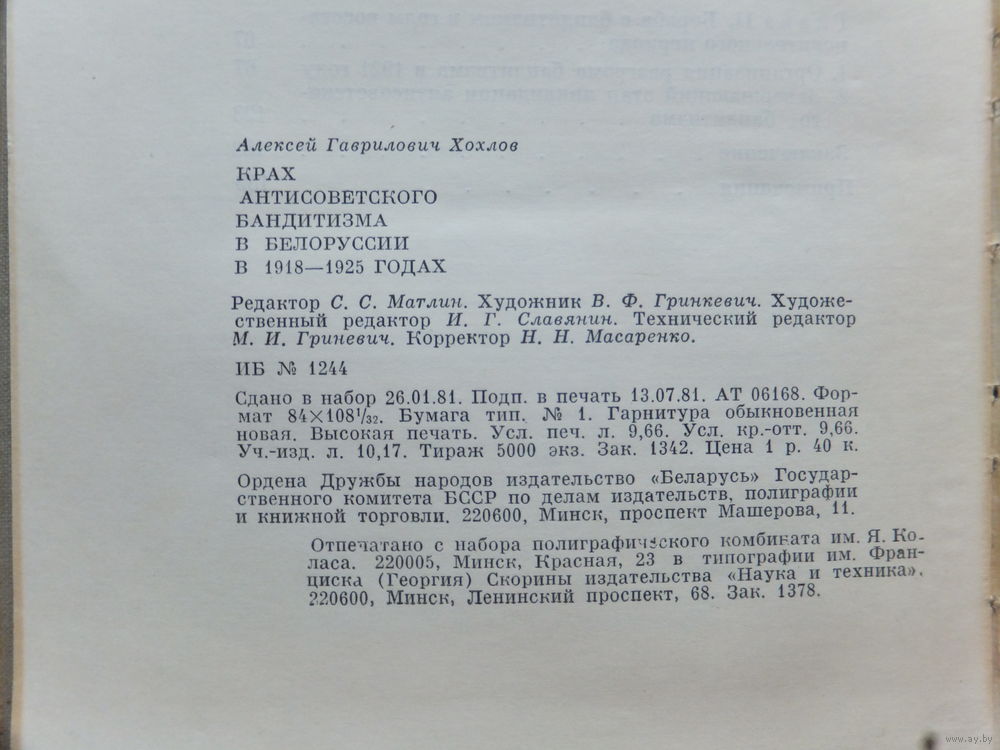 Алексей Гаврилович Хохлов
КРАХ
АНТИСОВЕТСКОГО
БАНДИТИЗМА
В БЕЛОРУССИИ
В 1918—1925 ГОДАХ
Редактор С. С. Матлин. Художник В. Ф. Гринкевич. Художе-
ственный редактор И. Г. Славянин. Технический редактор
М. И. Гриневич. Корректор Н. Н. Масаренко.
ИБ № 1244
Сдано в набор 26.01.81. Подп. в печать 13.07.81. АТ 06168. Фор-
мат 84×108 1/32. Бумага тип. № 1. Гарнитура обыкновенная
новая. Высокая печать. Усл. печ. л. 9,66. Усл. кр.-отт. 9,66.
Уч.-изд. л. 10,17. Тираж 5000 экз. Зак. 1342. Цена 1 р. 40 к.
Ордена Дружбы народов издательство «Беларусь» Государ-
ственного комитета БССР по делам издательств, полиграфии
и книжной торговли. 220600, Минск, проспект Машерова, 11.
Отпечатано с набора полиграфического комбината им. Я. Ко-
ласа. 220005, Минск, Красная, 23 в типографии им. Фран-
циска (Георгия) Скорины издательства «Наука и техника».
220600, Минск, Ленинский проспект, 68. Зак. 1378.
www.ay.by